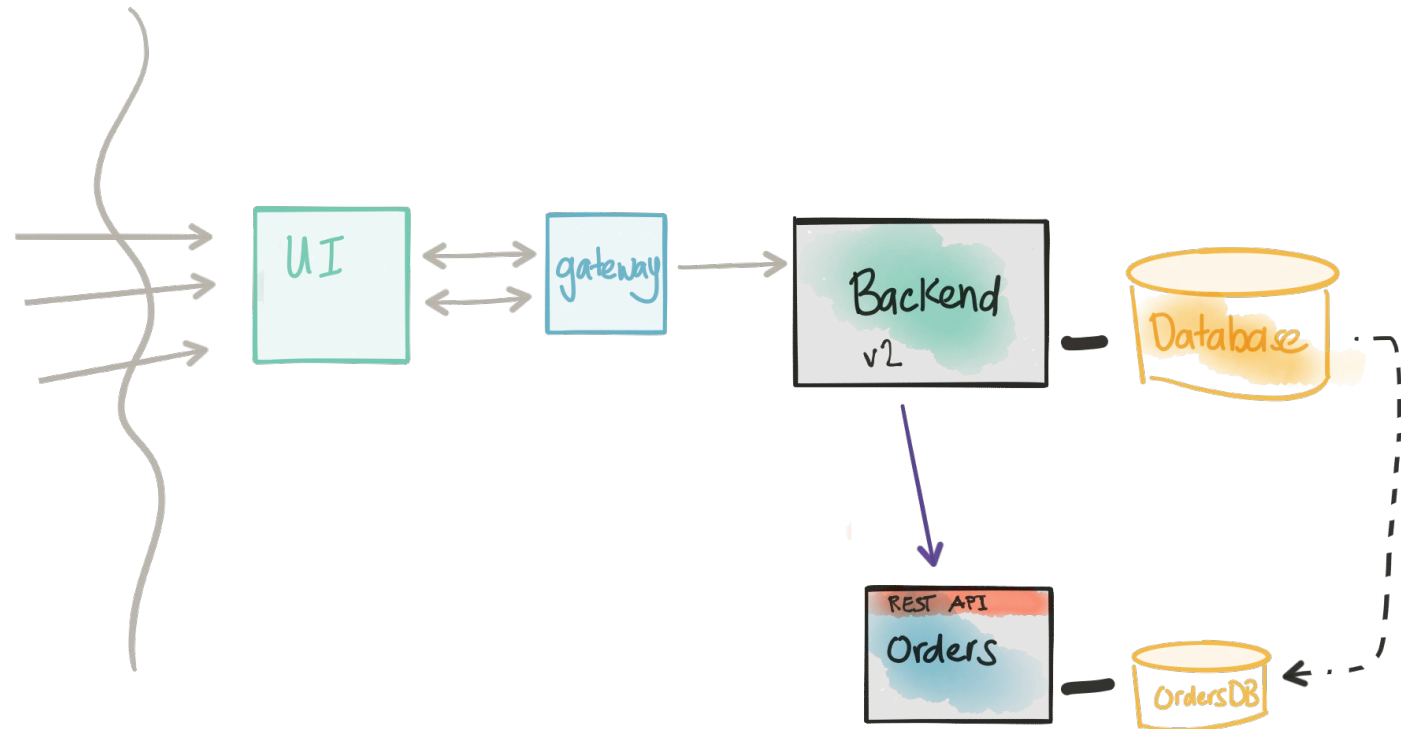 UI
gateway
Backend
v2
Database
REST API
Orders
OrdersDB